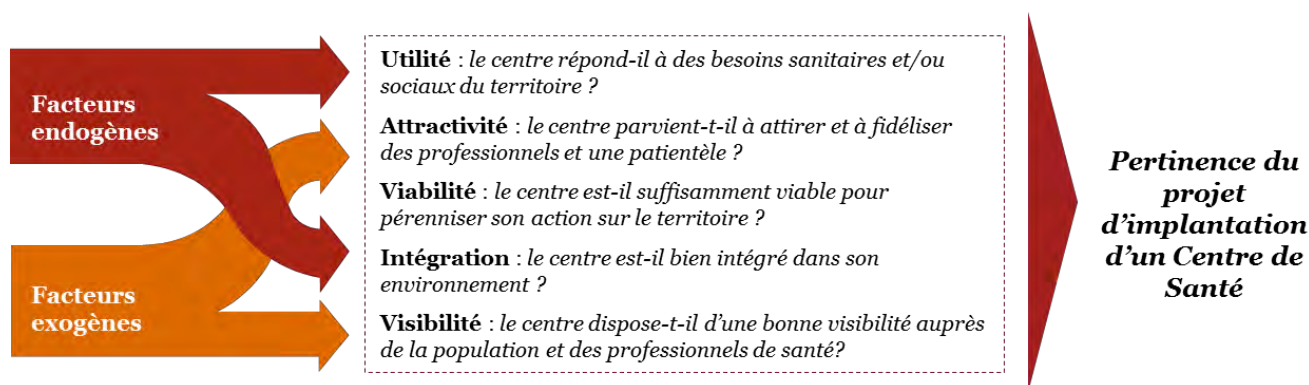 Facteurs
endogènes
Facteurs
exogènes
Utilité : le centre répond-il à des besoins sanitaires et/ou
sociaux du territoire ?
Attractivité : le centre parvient-t-il à attirer et à fidéliser
des professionnels et une patientèle ?
Viabilité : le centre est-il suffisamment viable pour
pérenniser son action sur le territoire ?
Intégration : le centre est-il bien intégré dans son
environnement ?
Visibilité : le centre dispose-t-il d’une bonne visibilité auprès
de la population et des professionnels de santé?
Pertinence du
projet
d’implantation
d’un Centre de
Santé